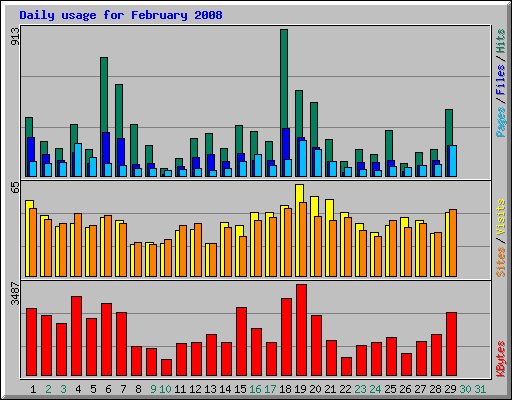 Daily usage for February 2008
913
Pages / Files / Hits
65
Sites / Visits
3487
KBytes
1 2 3 4 5 6 7 8 9 10 11 12 13 14 15 16 17 18 19 20 21 22 23 24 25 26 27 28 29 30 31